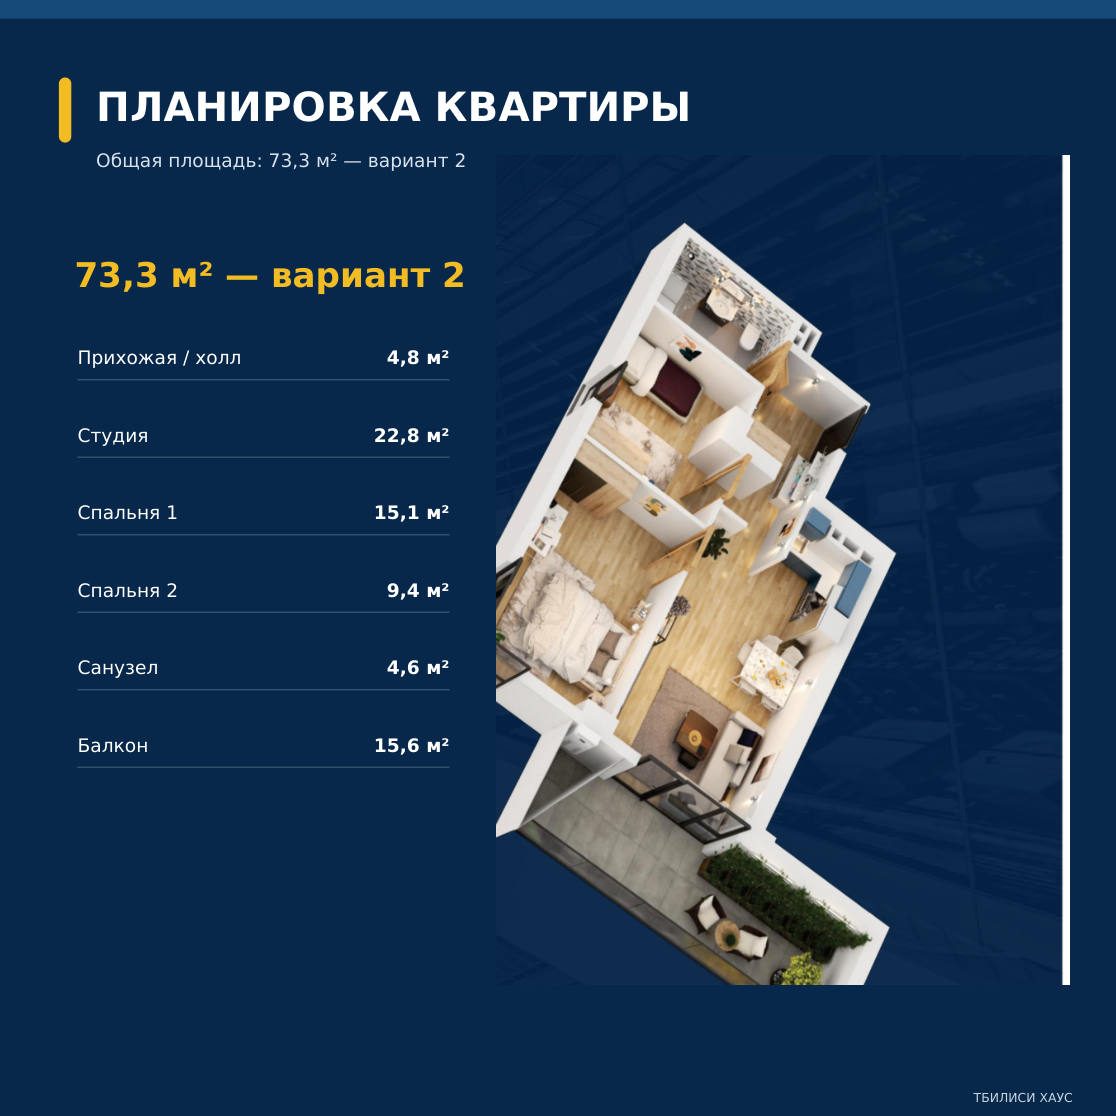 ПЛАНИРОВКА КВАРТИРЫ
Общая площадь: 73,3 м² — вариант 2
73,3 м² — вариант 2
Прихожая / холл 4,8 м²
Студия 22,8 м²
Спальня 1 15,1 м²
Спальня 2 9,4 м²
Санузел 4,6 м²
Балкон 15,6 м²
ТБИЛИСИ ХАУС